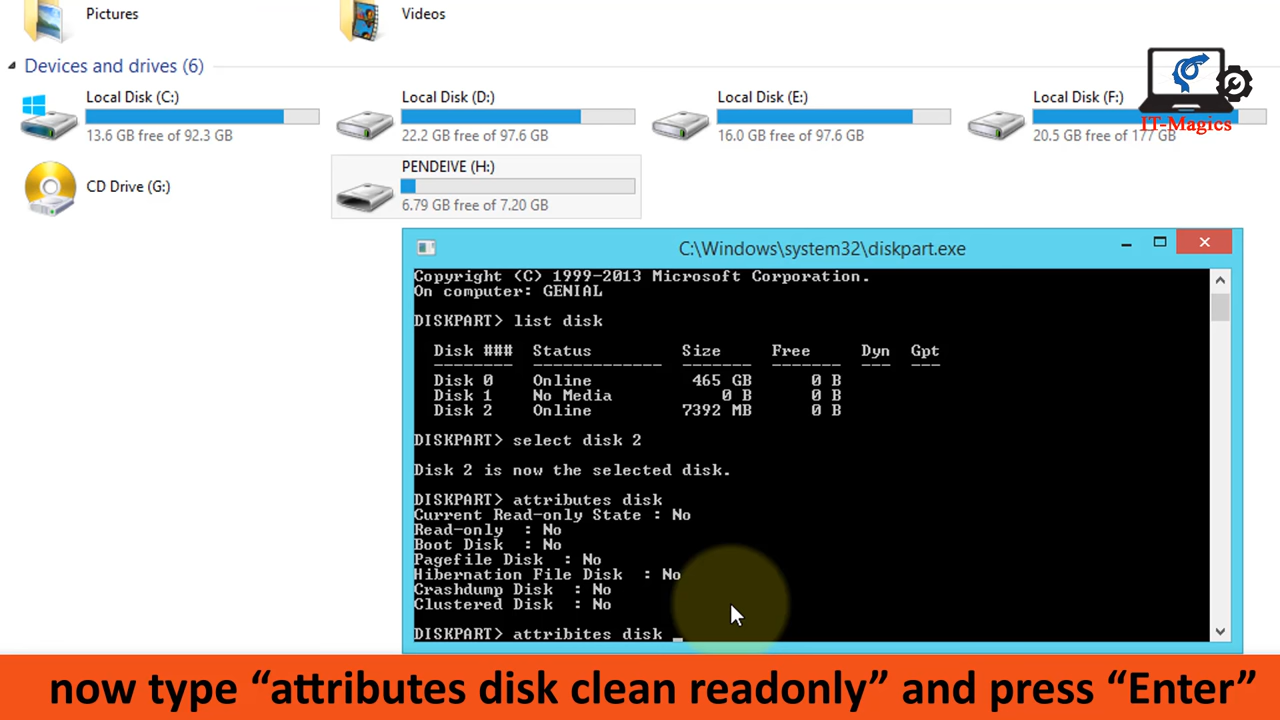 Pictures
Videos
Devices and drives (6)
Local Disk (C:)
13.6 GB free of 92.3 GB
Local Disk (D:)
22.2 GB free of 97.6 GB
Local Disk (E:)
16.0 GB free of 97.6 GB
Local Disk (F:)
20.5 GB free of 177 GB
IT-Magics
CD Drive (G:)
PENDEIVE (H:)
6.79 GB free of 7.20 GB
C:\Windows\system32\diskpart.exe
Copyright (C) 1999-2013 Microsoft Corporation.
On computer: GENIAL
DISKPART> list disk
Disk ### Status Size Free Dyn Gpt
-------- ------------- ------- ------- --- ---
Disk 0 Online 465 GB 0 B
Disk 1 No Media 0 B 0 B
Disk 2 Online 7392 MB 0 B
DISKPART> select disk 2
Disk 2 is now the selected disk.
DISKPART> attributes disk
Current Read-only State : No
Read-only : No
Boot Disk : No
Pagefile Disk : No
Hibernation File Disk : No
Crashdump Disk : No
Clustered Disk : No
DISKPART> attribites disk _
now type “attributes disk clean readonly” and press “Enter”